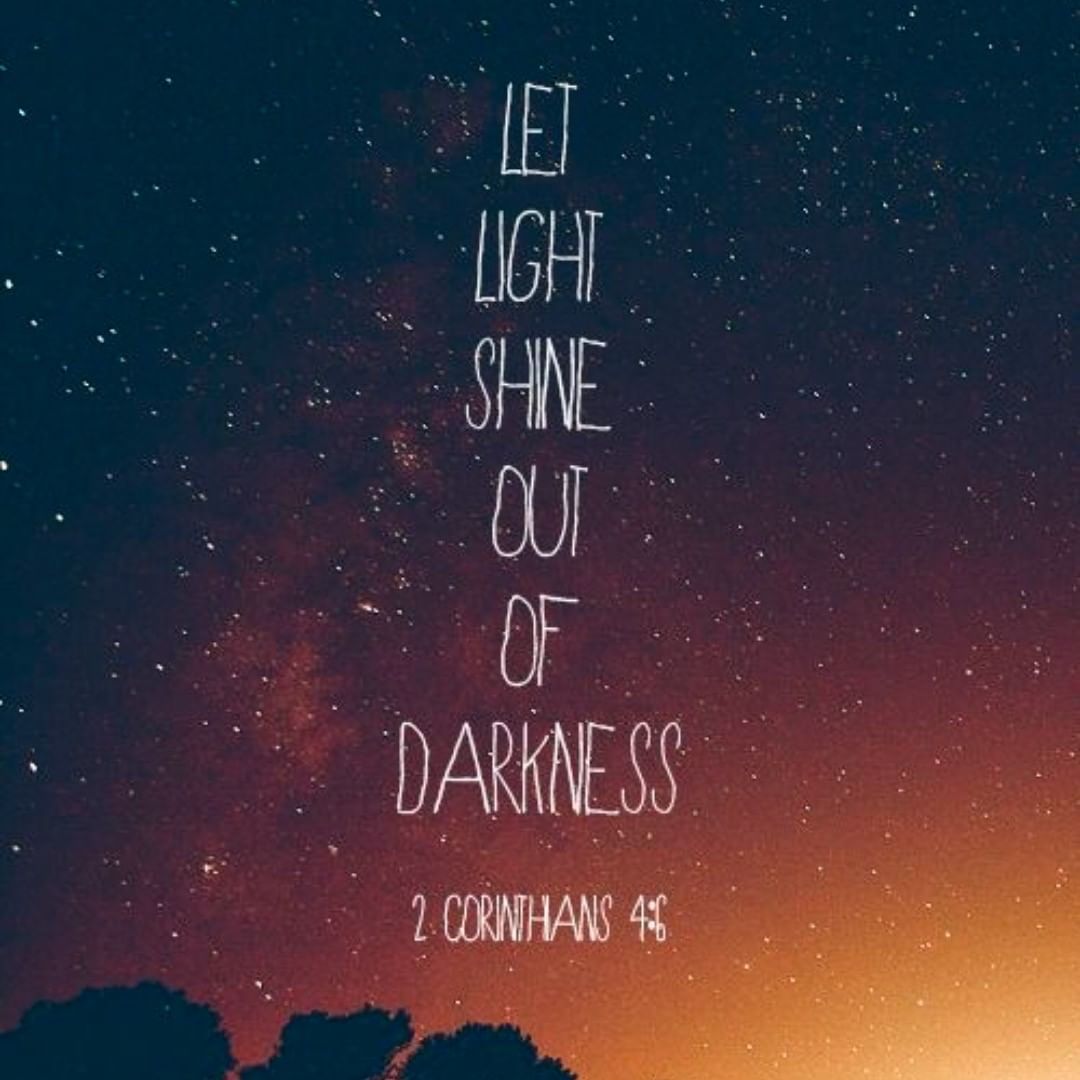 LET
LIGHT
SHINE
OUT
OF
DARKNESS
2 CORINTHIANS 4:6